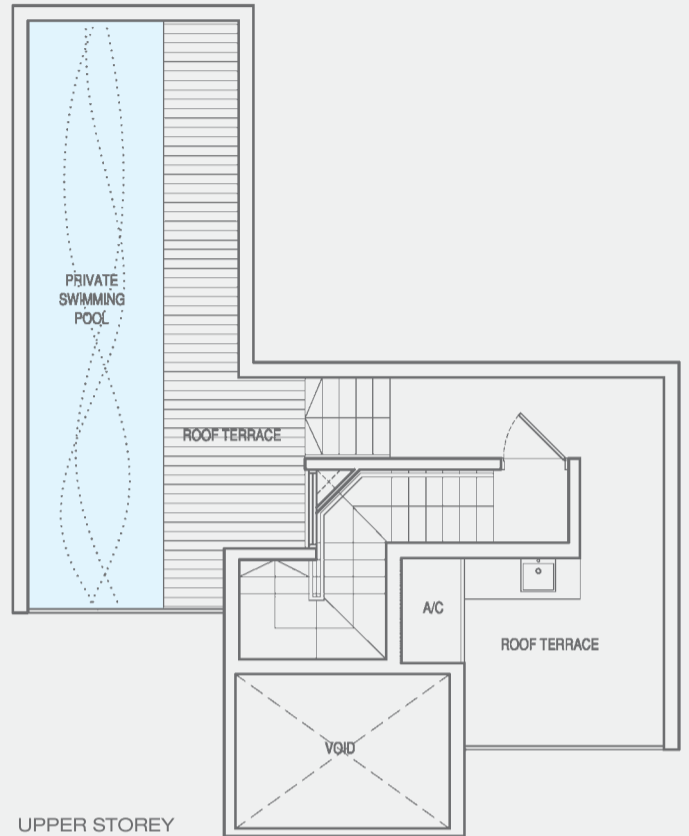 PRIVATE
SWIMMING
POOL
ROOF TERRACE
A/C
ROOF TERRACE
VOID
UPPER STOREY